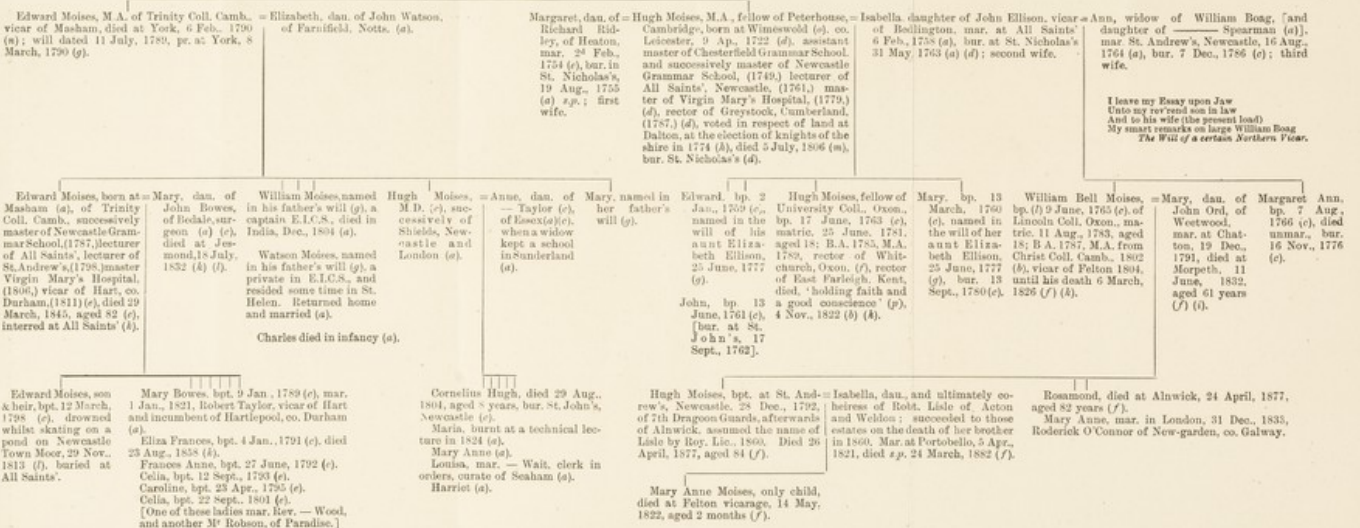 Edward Moises, M.A. of Trinity Coll. Camb.,
vicar of Masham, died at York, 6 Feb., 1790
(n); will dated 11 July, 1789, pr. at York, 8
March, 1790 (g).
= Elizabeth, dau. of John Watson,
of Farnfield, Notts. (a).
Margaret, dau. of
Richard Rid-
ley, of Heaton,
mar. 2d Feb.,
1754 (c), bur. in
St. Nicholas's,
19 Aug., 1755
(a) s.p.; first
wife.
= Hugh Moises, M.A., fellow of Peterhouse,
Cambridge, born at Wimeswold (o). co.
Leicester, 9 Ap., 1722 (d), assistant
master of Chesterfield Grammar School.
and successively master of Newcastle
Grammar School, (1749,) lecturer of
All Saints', Newcastle, (1761,) mas-
ter of Virgin Mary's Hospital, (1779,)
(d), rector of Greystock, Cumberland,
(1787,) (d), voted in respect of land at
Dalton, at the election of knights of the
shire in 1774 (h), died 5 July, 1806 (m),
bur. St. Nicholas's (d).
= Isabella, daughter of John Ellison, vicar
of Bedlington, mar. at All Saints'
6 Feb., 1758 (a), bur. at St. Nicholas's
31 May, 1763 (a) (d); second wife.
= Ann, widow of William Boag, [and
daughter of ——— Spearman (a)].
mar. St. Andrew's, Newcastle, 16 Aug.,
1764 (a), bur. 7 Dec., 1786 (c); third
wife.
I leave my Essay upon Jaw
Unto my rev'rend son in law
And to his wife (the present load)
My smart remarks on large William Boag
The Will of a certain Northern Vicar.
Edward Moises, born at
Masham (a), of Trinity
Coll. Camb., successively
master of Newcastle Gram-
mar School, (1787,) lecturer
of All Saints', lecturer of
St. Andrew's, (1798,) master
Virgin Mary's Hospital,
(1806,) vicar of Hart, co.
Durham, (1811) (e), died 29
March, 1845, aged 82 (c),
interred at All Saints' (k).
= Mary, dau. of
John Bowes,
of Bedale, sur-
geon (a) (c),
died at Jes-
mond, 18 July,
1832 (k) (l).
William Moises, named
in his father's will (g), a
captain E.I.C.S., died in
India, Dec., 1804 (a).
Watson Moises, named
in his father's will (g), a
private in E.I.C.S., and
resided some time in St.
Helen. Returned home
and married (a).
Charles died in infancy (a).
Hugh Moises,
M.D. (c), suc-
cessively of
Shields, New-
castle and
London (a).
= Anne, dau. of
— Taylor (c),
of Essex (a) (c),
when a widow
kept a school
in Sunderland
(a).
Mary, named in
her father's
will (g).
Edward, bp. 2
Jan., 1759 (c),
named in the
will of his
aunt Eliza-
beth Ellison,
25 June, 1777
(g).
John, bp. 13
June, 1761 (c),
[bur. at St.
John's, 17
Sept., 1762].
Hugh Moises, fellow of
University Coll., Oxon.,
bp. 17 June, 1763 (c),
matric. 25 June, 1781,
aged 18; B.A. 1785, M.A.
1789, rector of Whit-
church, Oxon. (f), rector
of East Farleigh, Kent,
died, 'holding faith and
a good conscience' (p),
4 Nov., 1822 (b) (k).
Mary, bp. 13
March, 1760
(c), named in
the will of her
aunt Eliza-
beth Ellison,
25 June, 1777
(g), bur. 13
Sept., 1780 (c).
William Bell Moises,
bp. (l) 9 June, 1765 (c), of
Lincoln Coll. Oxon., ma-
tric. 11 Aug., 1783, aged
18; B.A. 1787, M.A. from
Christ Coll. Camb., 1802
(b), vicar of Felton 1804,
until his death 6 March,
1826 (f) (k).
= Mary, dau. of
John Ord, of
Weetwood,
mar. at Chat-
ton, 19 Dec.,
1791, died at
Morpeth, 11
June, 1832,
aged 61 years
(f) (i).
Margaret Ann,
bp. 7 Aug.,
1766 (c), died
unmar., bur.
16 Nov., 1776
(c).
Edward Moises, son
& heir, bpt. 12 March,
1798 (c), drowned
whilst skating on a
pond on Newcastle
Town Moor, 29 Nov.,
1813 (l). buried at
All Saints'.
Mary Bowes, bpt. 9 Jan., 1789 (c), mar.
1 Jan., 1821, Robert Taylor, vicar of Hart
and incumbent of Hartlepool, co. Durham
(a).
Eliza Frances, bpt. 4 Jan., 1791 (c), died
23 Aug., 1858 (k).
Frances Anne, bpt. 27 June, 1792 (c).
Celia, bpt. 12 Sept., 1793 (c).
Caroline, bpt. 23 Apr., 1795 (c).
Celia, bpt. 22 Sept., 1801 (c).
[One of these ladies mar. Rev. — Wood,
and another Mr Robson, of Paradise.]
Cornelius Hugh, died 29 Aug.,
1804, aged 8 years, bur. St. John's,
Newcastle (c).
Maria, burnt at a technical lec-
ture in 1824 (a).
Mary Anne (a).
Louisa, mar. — Wait, clerk in
orders, curate of Seaham (a).
Harriet (a).
Hugh Moises, bpt. at St. And-
rew's, Newcastle, 28 Dec., 1792,
of 7th Dragoon Guards, afterwards
of Alnwick, assumed the name of
Lisle by Roy. Lic., 1860. Died 26
April, 1877, aged 84 (f).
= Isabella, dau., and ultimately co-
heiress of Robt. Lisle of Acton
and Weldon; succeeded to those
estates on the death of her brother
in 1860. Mar. at Portobello, 5 Apr.,
1821, died s.p. 24 March, 1882 (f).
Rosamond, died at Alnwick, 24 April, 1877,
aged 82 years (f).
Mary Anne, mar. in London, 31 Dec., 1835,
Roderick O'Connor of New-garden, co. Galway.
Mary Anne Moises, only child,
died at Felton vicarage, 14 May,
1822, aged 2 months (f).